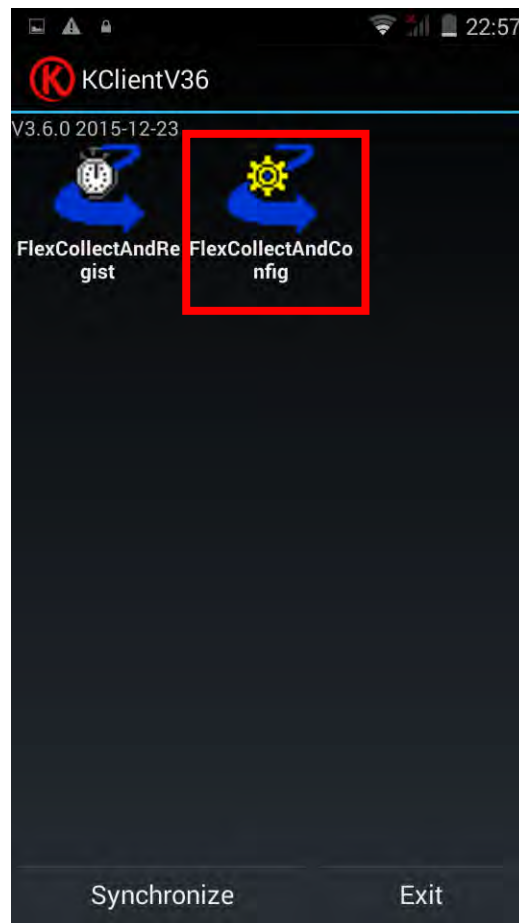 22:57
K KClientV36
V3.6.0 2015-12-23
FlexCollectAndRe
gist
FlexCollectAndCo
nfig
Synchronize Exit